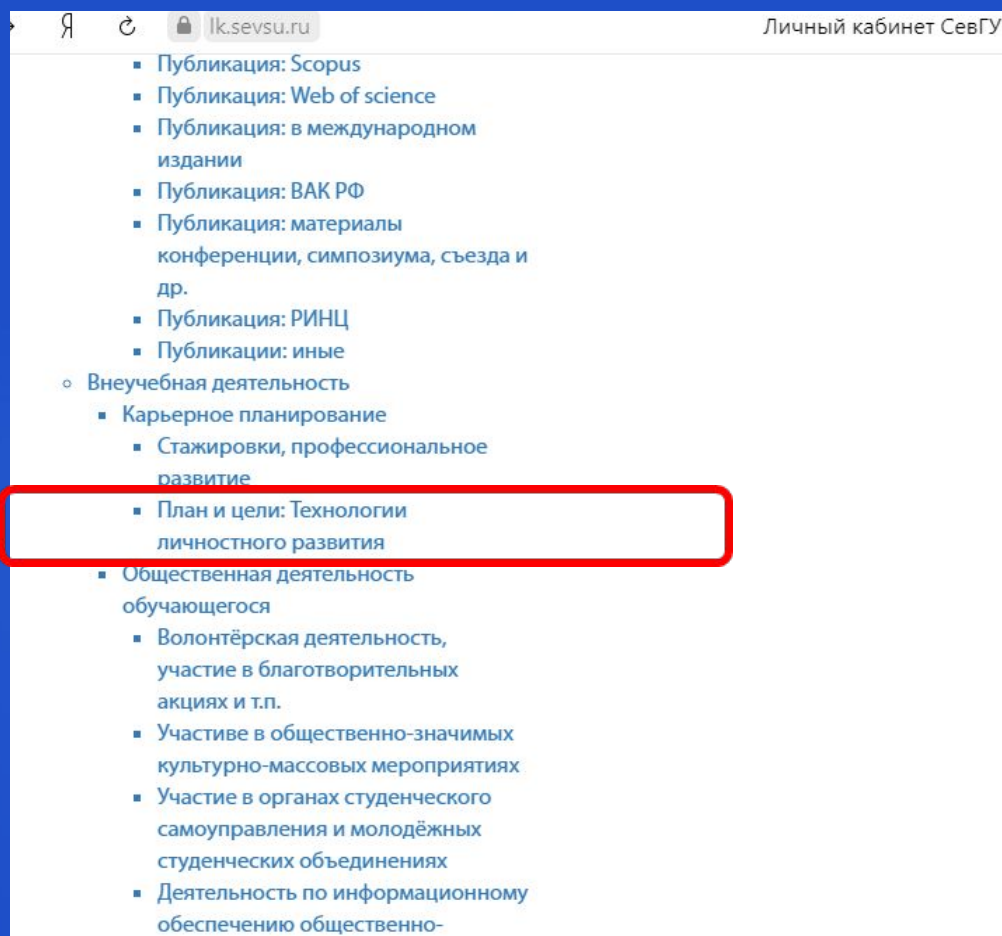 Я lk.sevsu.ru Личный кабинет СевГУ
Публикация: Scopus
Публикация: Web of science
Публикация: в международном
издании
Публикация: ВАК РФ
Публикация: материалы
конференции, симпозиума, съезда и
др.
Публикация: РИНЦ
Публикации: иные
Внеучебная деятельность
Карьерное планирование
Стажировки, профессиональное
развитие
План и цели: Технологии
личностного развития
Общественная деятельность
обучающегося
Волонтёрская деятельность,
участие в благотворительных
акциях и т.п.
Участиве в общественно-значимых
культурно-массовых мероприятиях
Участие в органах студенческого
самоуправления и молодёжных
студенческих объединениях
Деятельность по информационному
обеспечению общественно-